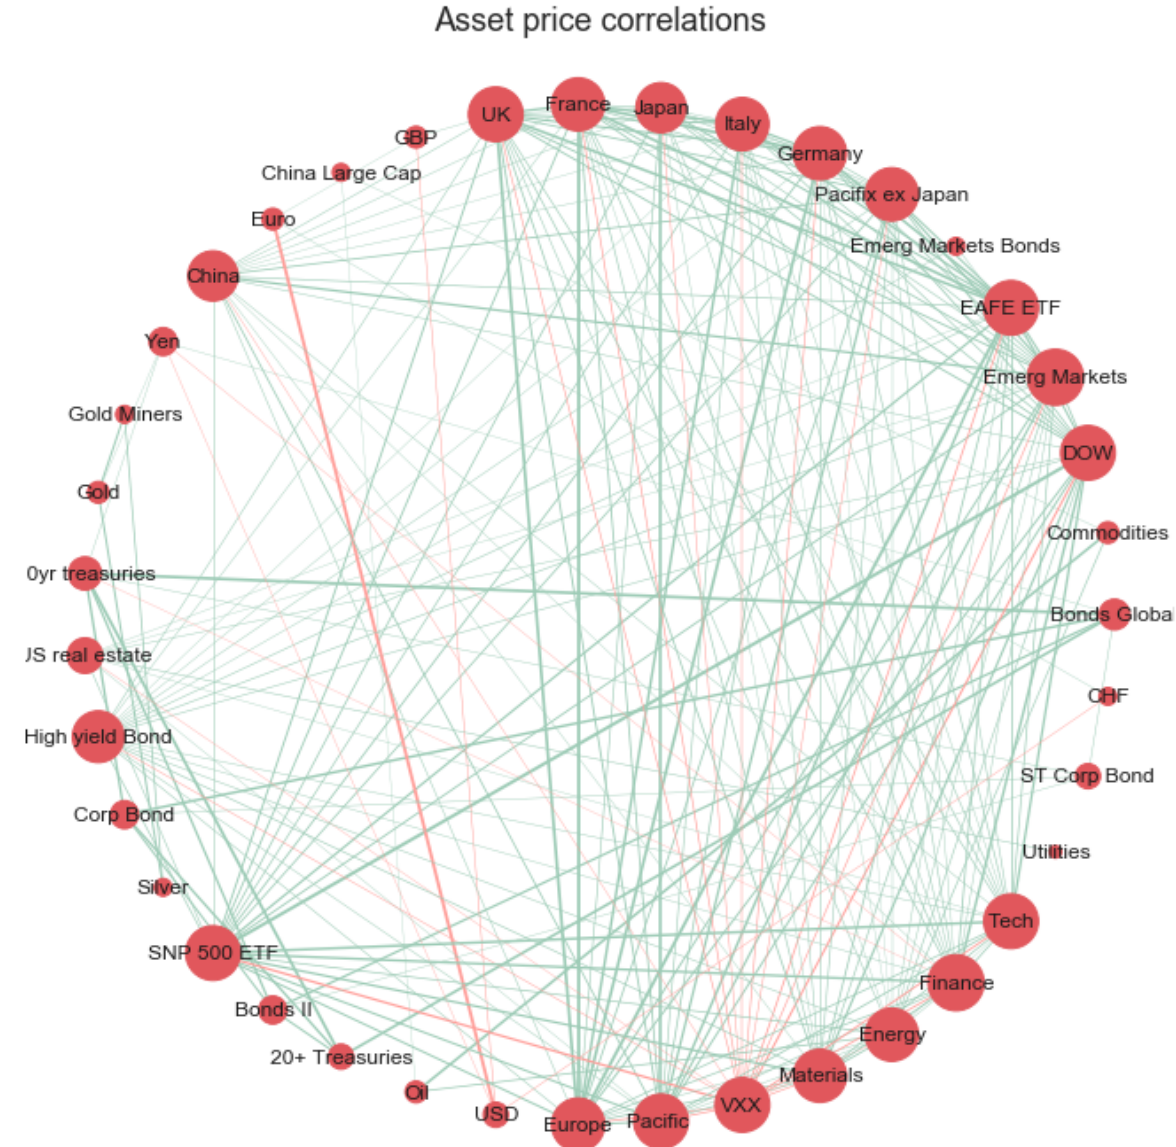 Asset price correlations
UK
France
Japan
Italy
Germany
Pacifix ex Japan
Emerg Markets Bonds
EAFE ETF
Emerg Markets
DOW
Commodities
Bonds Globa
CHF
ST Corp Bond
Utilities
Tech
Finance
Energy
Materials
VXX
Pacific
Europe
USD
Oil
20+ Treasuries
Bonds II
SNP 500 ETF
Silver
Corp Bond
High yield Bond
JS real estate
0yr treasuries
Gold
Gold Miners
Yen
China
Euro
China Large Cap
GBP